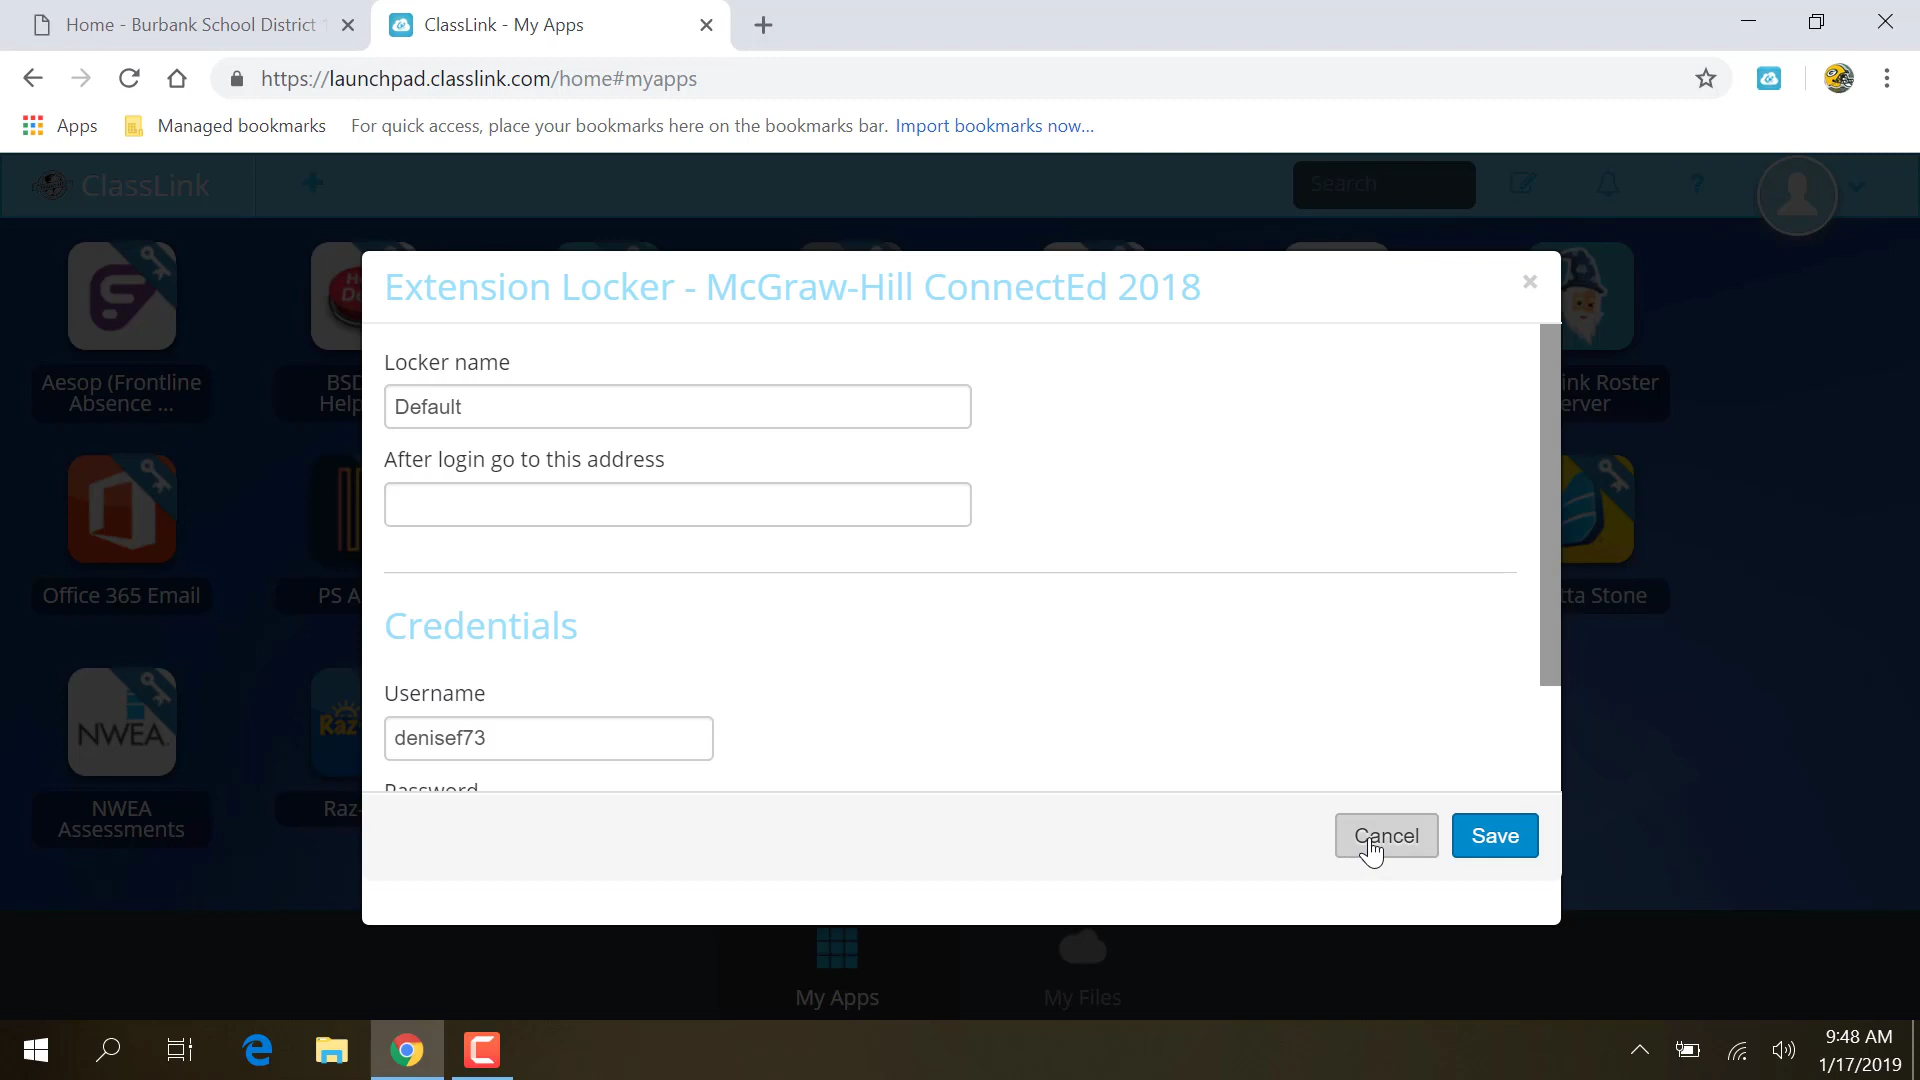 Home - Burbank School District
ClassLink - My Apps
https://launchpad.classlink.com/home#myapps
Apps
Managed bookmarks
For quick access, place your bookmarks here on the bookmarks bar. Import bookmarks now...
ClassLink
Search
?
Extension Locker - McGraw-Hill ConnectEd 2018
Locker name
Default
After login go to this address
Credentials
Username
denisef73
Password
Cancel
Save
Aesop (Frontline
Absence ...
BSD
Help
ink Roster
erver
Office 365 Email
PS A
tta Stone
NWEA
NWEA
Assessments
Raz-
Raz-
My Apps
My Files
9:48 AM
1/17/2019